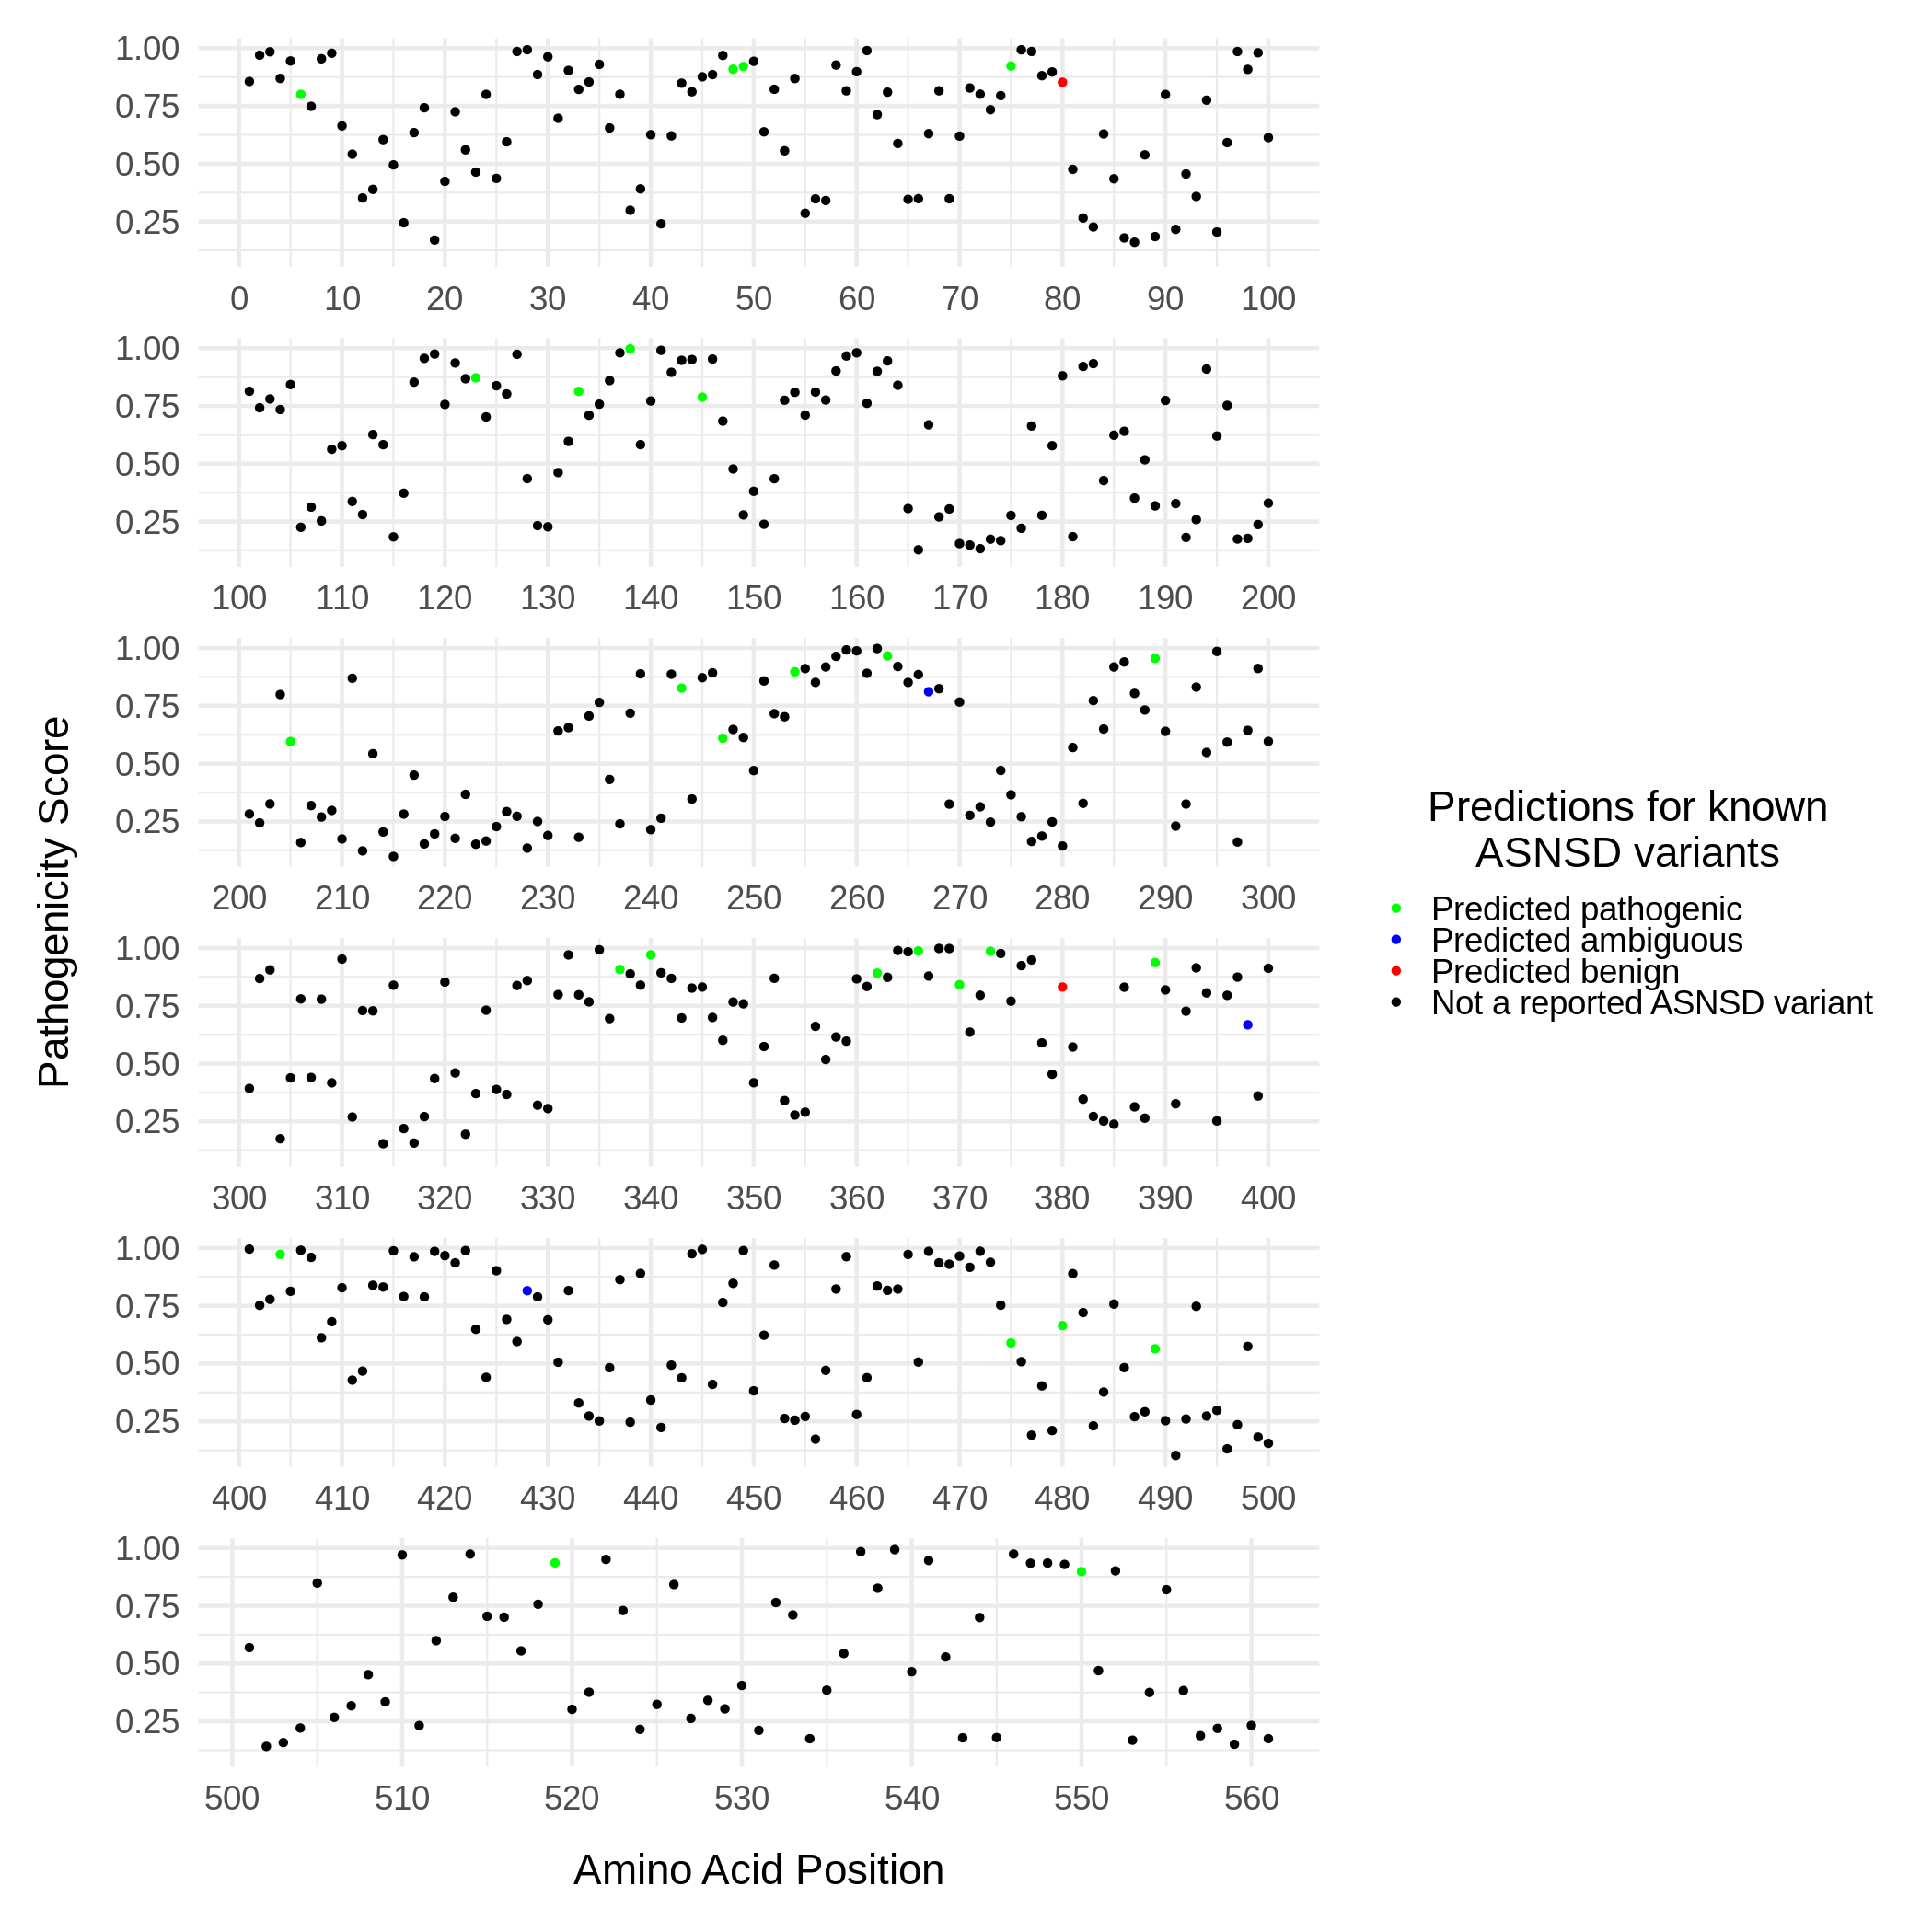 1.00
0.75
0.50
0.25
0 10 20 30 40 50 60 70 80 90 100
1.00
0.75
0.50
0.25
100 110 120 130 140 150 160 170 180 190 200
1.00
0.75
0.50
0.25
200 210 220 230 240 250 260 270 280 290 300
1.00
0.75
0.50
0.25
300 310 320 330 340 350 360 370 380 390 400
1.00
0.75
0.50
0.25
400 410 420 430 440 450 460 470 480 490 500
1.00
0.75
0.50
0.25
500 510 520 530 540 550 560
Amino Acid Position
Pathogenicity Score
Predictions for known
ASNSD variants
Predicted pathogenic
Predicted ambiguous
Predicted benign
Not a reported ASNSD variant